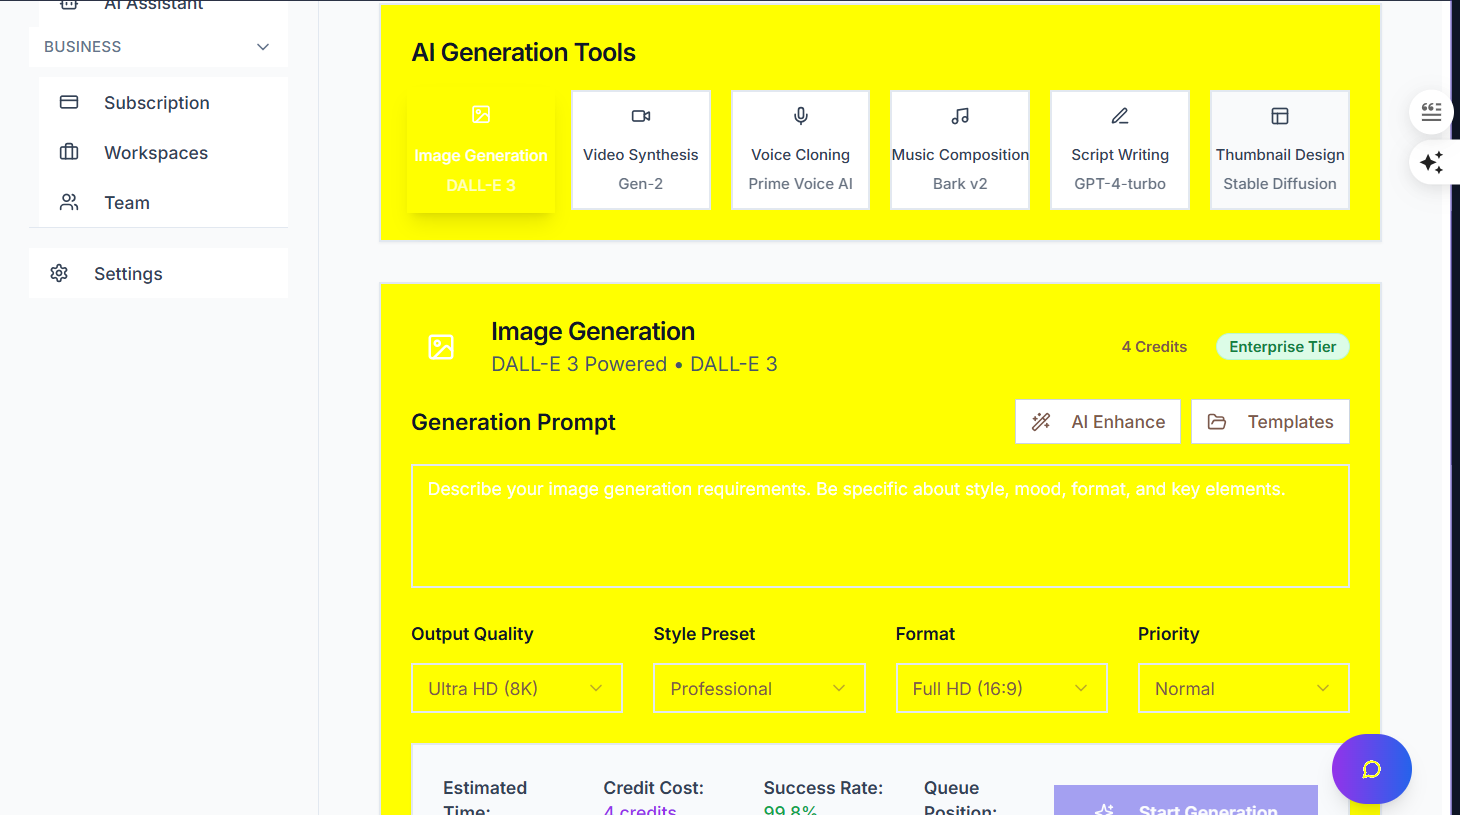 AI Assistant
BUSINESS
Subscription
Workspaces
Team
Settings
AI Generation Tools
Image Generation
DALL-E 3
Video Synthesis
Gen-2
Voice Cloning
Prime Voice AI
Music Composition
Bark v2
Script Writing
GPT-4-turbo
Thumbnail Design
Stable Diffusion
Image Generation
DALL-E 3 Powered • DALL-E 3
4 Credits
Enterprise Tier
Generation Prompt
AI Enhance
Templates
Describe your image generation requirements. Be specific about style, mood, format, and key elements.
Output Quality
Style Preset
Format
Priority
Ultra HD (8K)
Professional
Full HD (16:9)
Normal
Estimated
Time:
Credit Cost:
4 credits
Success Rate:
99.8%
Queue
Position:
Start Generation